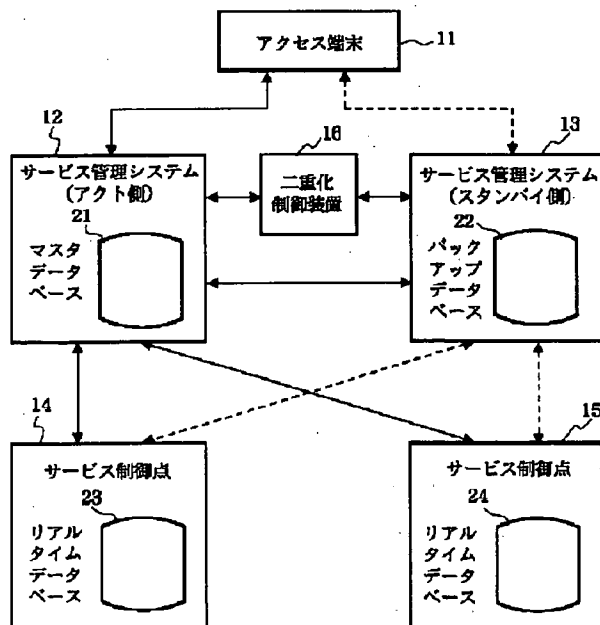 アクセス端末
11
12
サービス管理システム
(アクト側)
21
マスタ
データ
ベース
16
二重化
制御装置
13
サービス管理システム
(スタンバイ側)
22
バック
アップ
データ
ベース
14
サービス制御点
23
リアル
タイム
データ
ベース
15
サービス制御点
24
リアル
タイム
データ
ベース